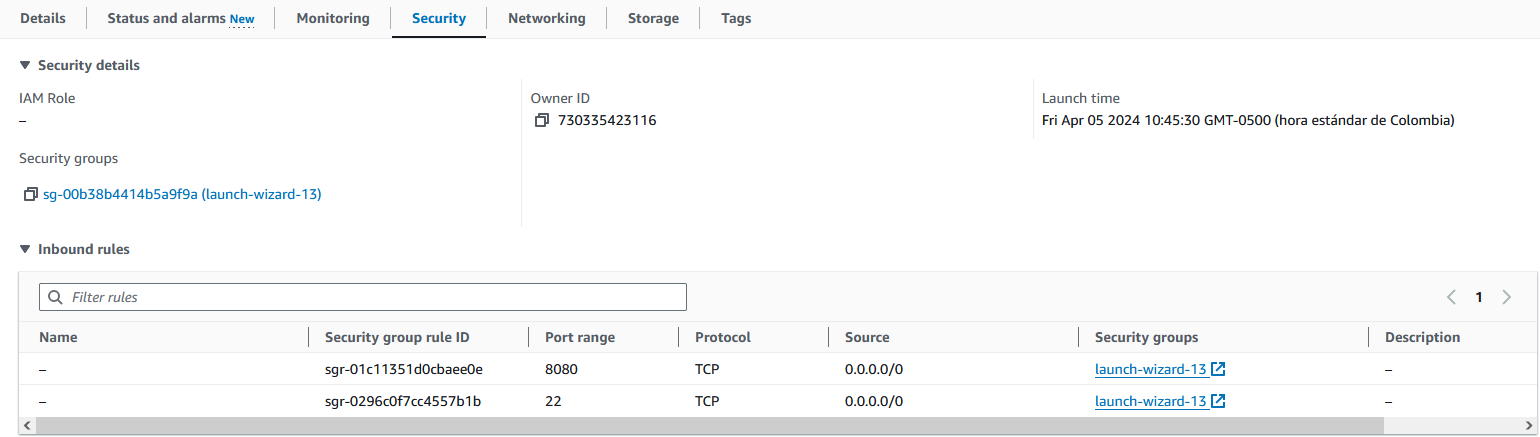 Details Status and alarms New Monitoring Security Networking Storage Tags
Security details
IAM Role Owner ID Launch time
– 730335423116 Fri Apr 05 2024 10:45:30 GMT-0500 (hora estándar de Colombia)
Security groups
sg-00b38b4414b5a9f9a (launch-wizard-13)
Inbound rules
Filter rules 1
Name Security group rule ID Port range Protocol Source Security groups Description
– sgr-01c11351d0cbaee0e 8080 TCP 0.0.0.0/0 launch-wizard-13 –
– sgr-0296c0f7cc4557b1b 22 TCP 0.0.0.0/0 launch-wizard-13 –